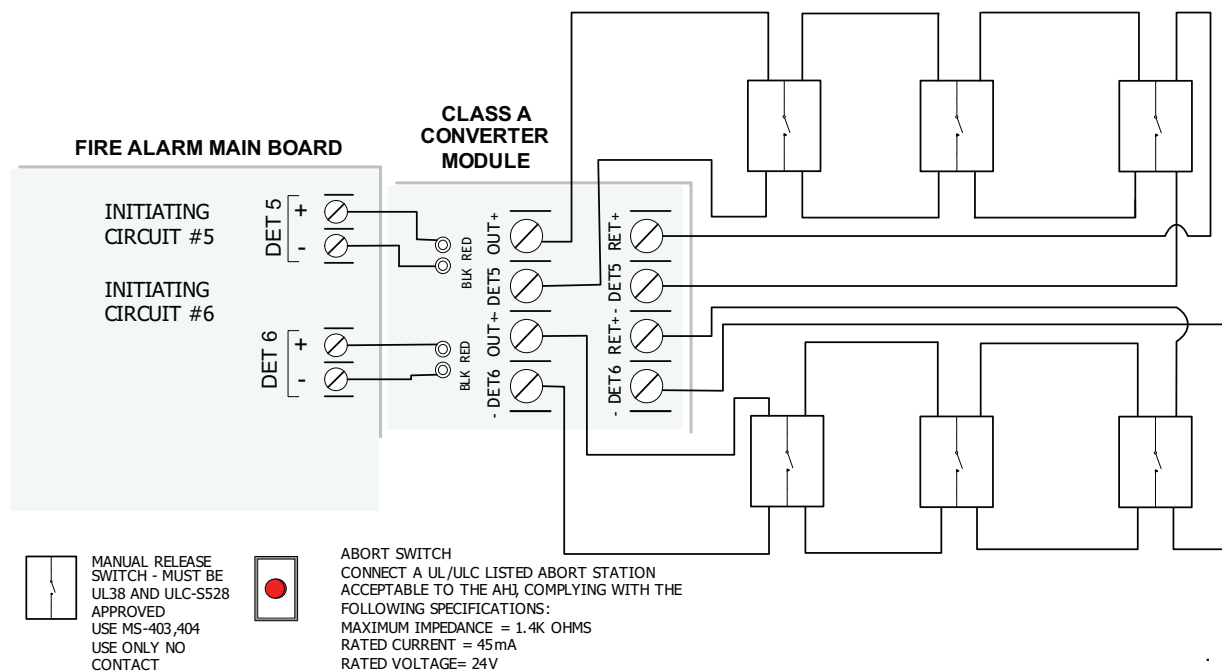 FIRE ALARM MAIN BOARD
CLASS A
CONVERTER
MODULE
INITIATING
CIRCUIT #5
INITIATING
CIRCUIT #6
DET 5
+
-
DET 6
+
-
BLK RED
BLK RED
- DET5 OUT+
- DET6 OUT+
- DET5 RET+
- DET6 RET+
MANUAL RELEASE
SWITCH - MUST BE
UL38 AND ULC-S528
APPROVED
USE MS-403,404
USE ONLY NO
CONTACT
ABORT SWITCH
CONNECT A UL/ULC LISTED ABORT STATION
ACCEPTABLE TO THE AHJ, COMPLYING WITH THE
FOLLOWING SPECIFICATIONS:
MAXIMUM IMPEDANCE = 1.4K OHMS
RATED CURRENT = 45mA
RATED VOLTAGE= 24V
.